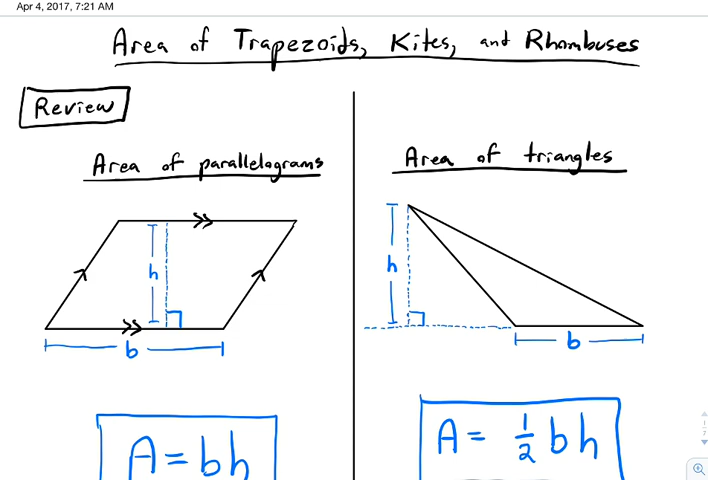 Apr 4, 2017, 7:21 AM
Area of Trapezoids, Kites, and Rhombuses
Review
Area of parallelograms
h
b
A = bh
Area of triangles
h
b
A = 1/2 bh